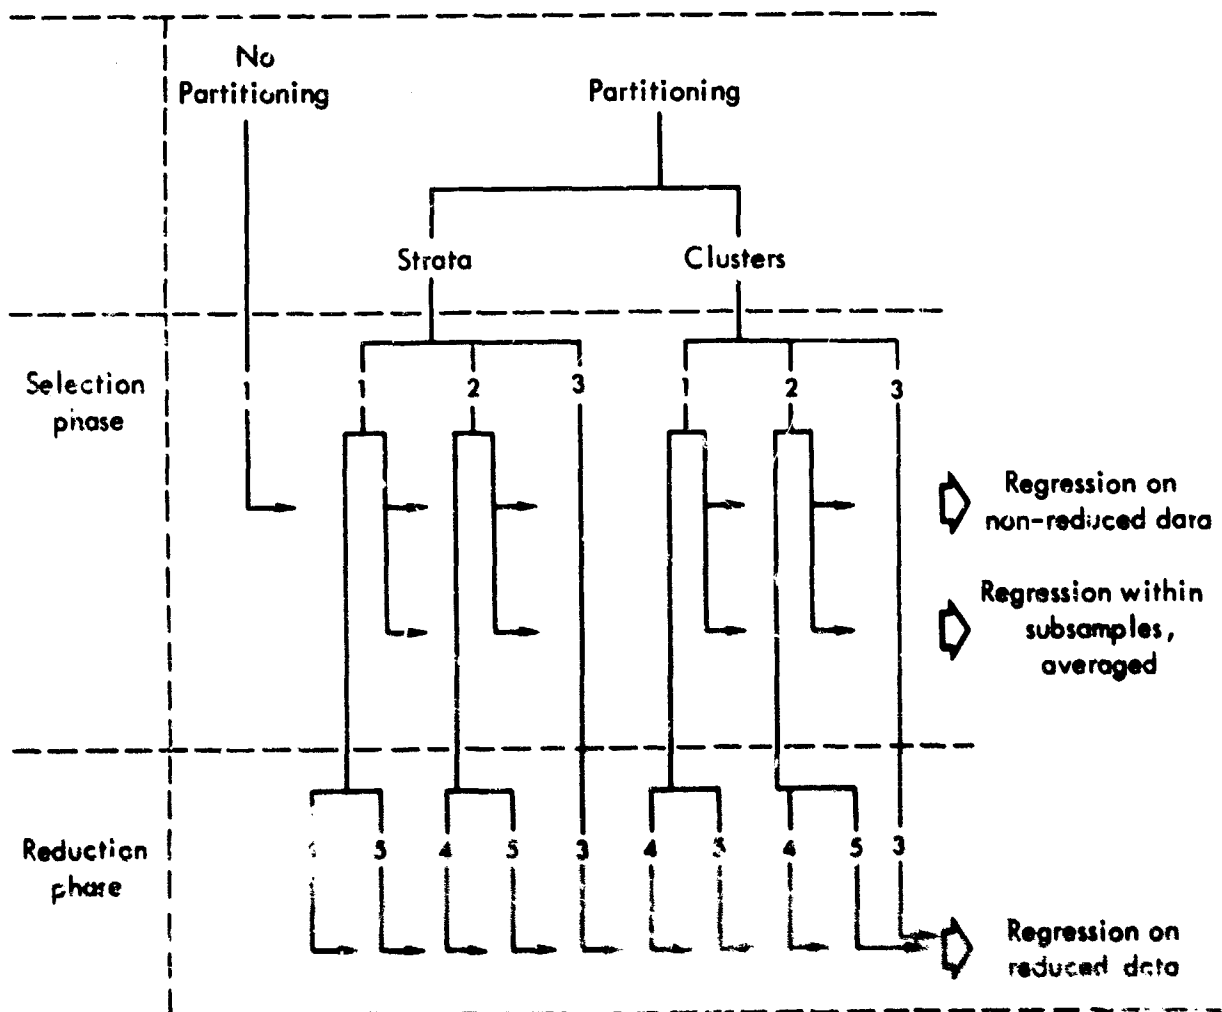 No
Partitioning
Partitioning
Strata
Clusters
Selection
phase
1
1
2
3
1
2
3
Regression on
non-reduced data
Regression within
subsamples,
averaged
Reduction
phase
5
4
5
3
4
4
5
3
Regression on
reduced data